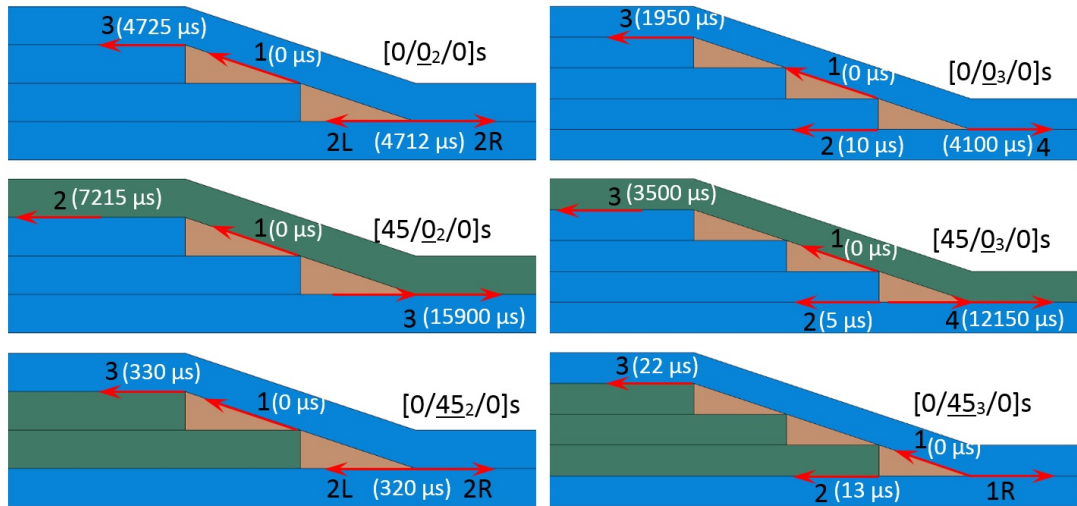 3 (4725 µs)
1 (0 µs)
[0/0₂/0]s
2L (4712 µs) 2R
3 (1950 µs)
1 (0 µs)
[0/0₃/0]s
2 (10 µs) (4100 µs) 4
2 (7215 µs)
1 (0 µs)
[45/0₂/0]s
3 (15900 µs)
3 (3500 µs)
1 (0 µs)
[45/0₃/0]s
2 (5 µs) 4 (12150 µs)
3 (330 µs)
1 (0 µs)
[0/45₂/0]s
2L (320 µs) 2R
3 (22 µs)
[0/45₃/0]s
1 (0 µs)
2 (13 µs) 1R